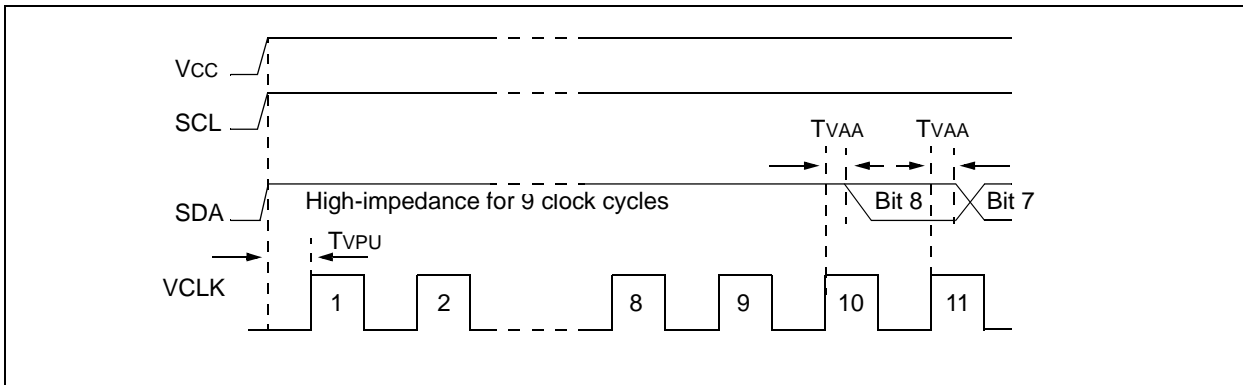 VCC
SCL
TVAA TVAA
SDA High-impedance for 9 clock cycles Bit 8 Bit 7
TVPU
VCLK
1 2 8 9 10 11